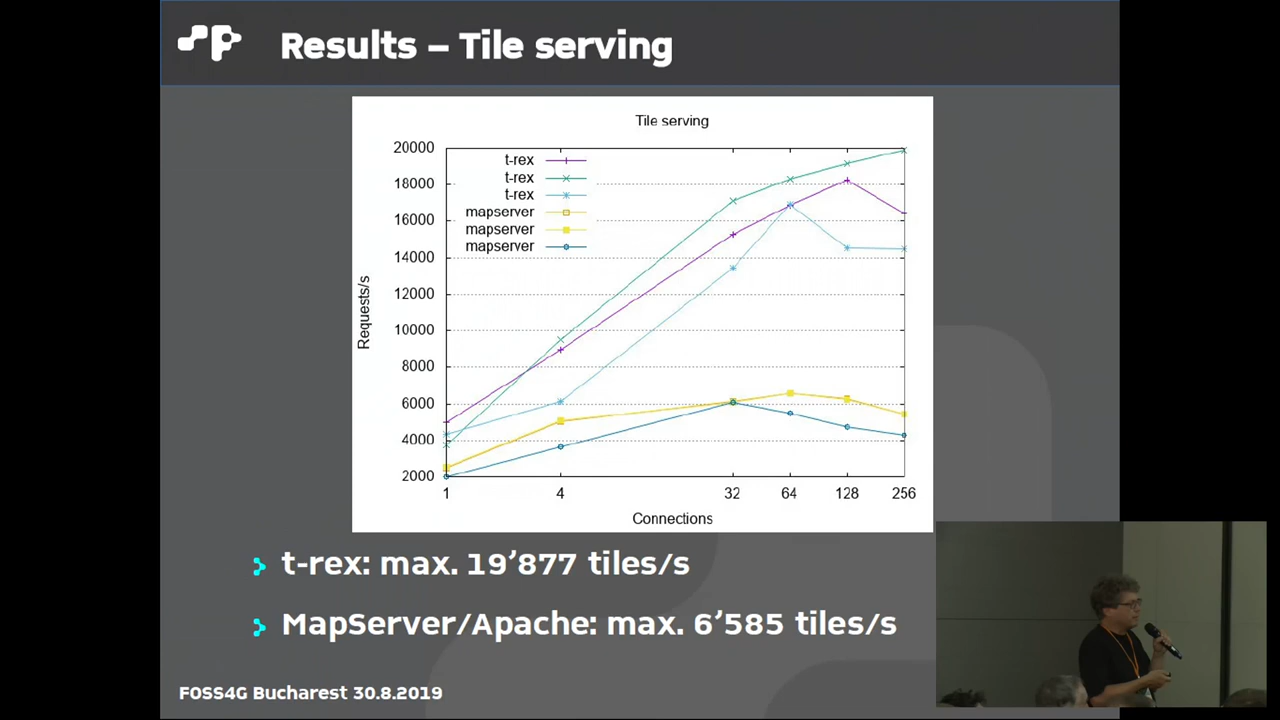 Results – Tile serving
Tile serving
20000
18000
16000
14000
12000
10000
8000
6000
4000
2000
t-rex
t-rex
t-rex
mapserver
mapserver
mapserver
Requests/s
1 4 32 64 128 256
Connections
t-rex: max. 19’877 tiles/s
MapServer/Apache: max. 6’585 tiles/s
FOSS4G Bucharest 30.8.2019